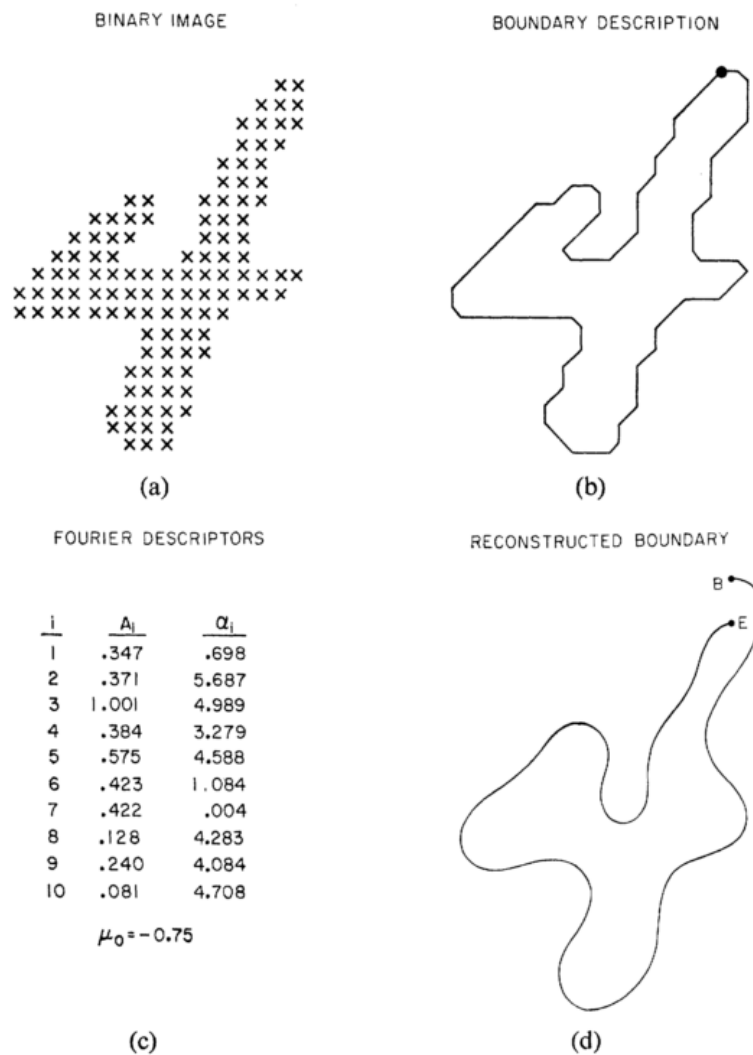 BINARY IMAGE
BOUNDARY DESCRIPTION
(a)
(b)
FOURIER DESCRIPTORS
RECONSTRUCTED BOUNDARY
B
E
i A_i α_i
1 .347 .698
2 .371 5.687
3 1.001 4.989
4 .384 3.279
5 .575 4.588
6 .423 1.084
7 .422 .004
8 .128 4.283
9 .240 4.084
10 .081 4.708
μ₀=-0.75
(c)
(d)